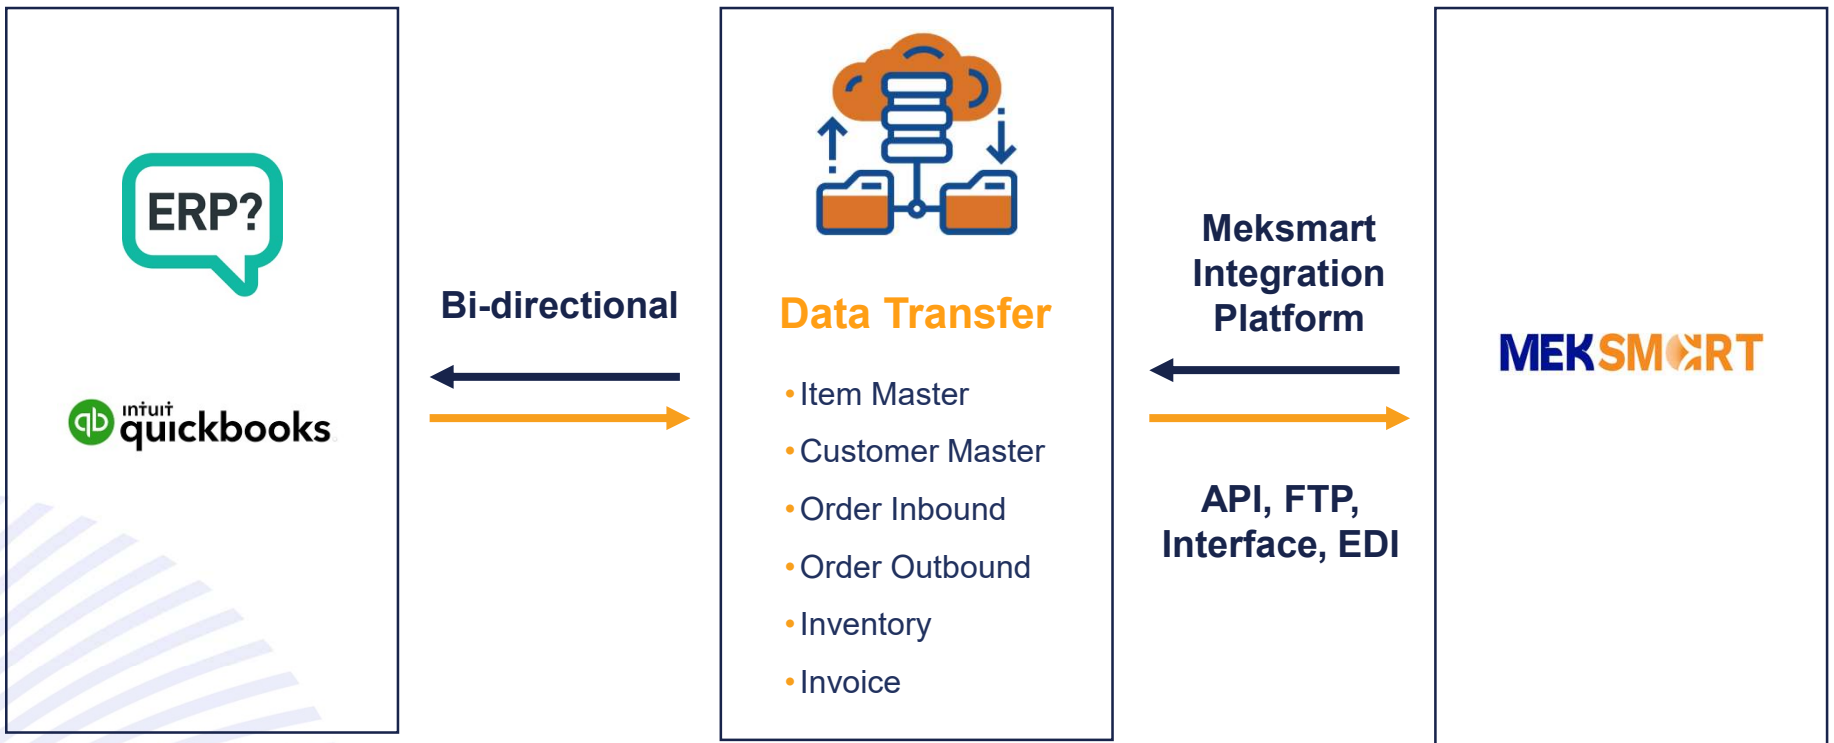 ERP?
intuit
quickbooks
Bi-directional
Data Transfer
•Item Master
•Customer Master
•Order Inbound
•Order Outbound
•Inventory
•Invoice
Meksmart
Integration
Platform
API, FTP,
Interface, EDI
MEKSMART